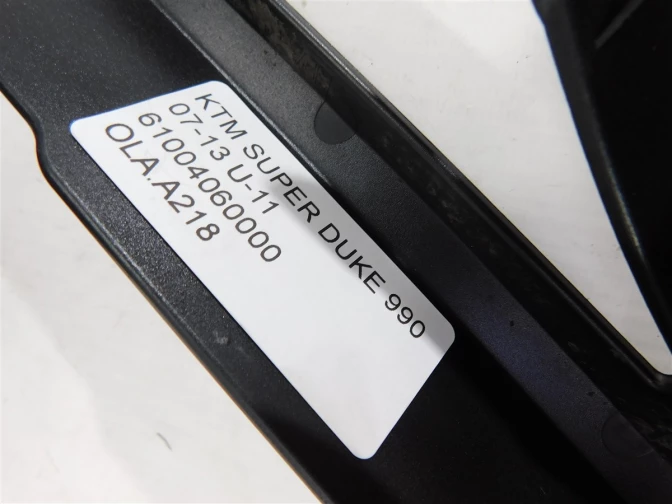 KTM SUPER DUKE 990
07-13 U-11
61004060000
OLA.A218